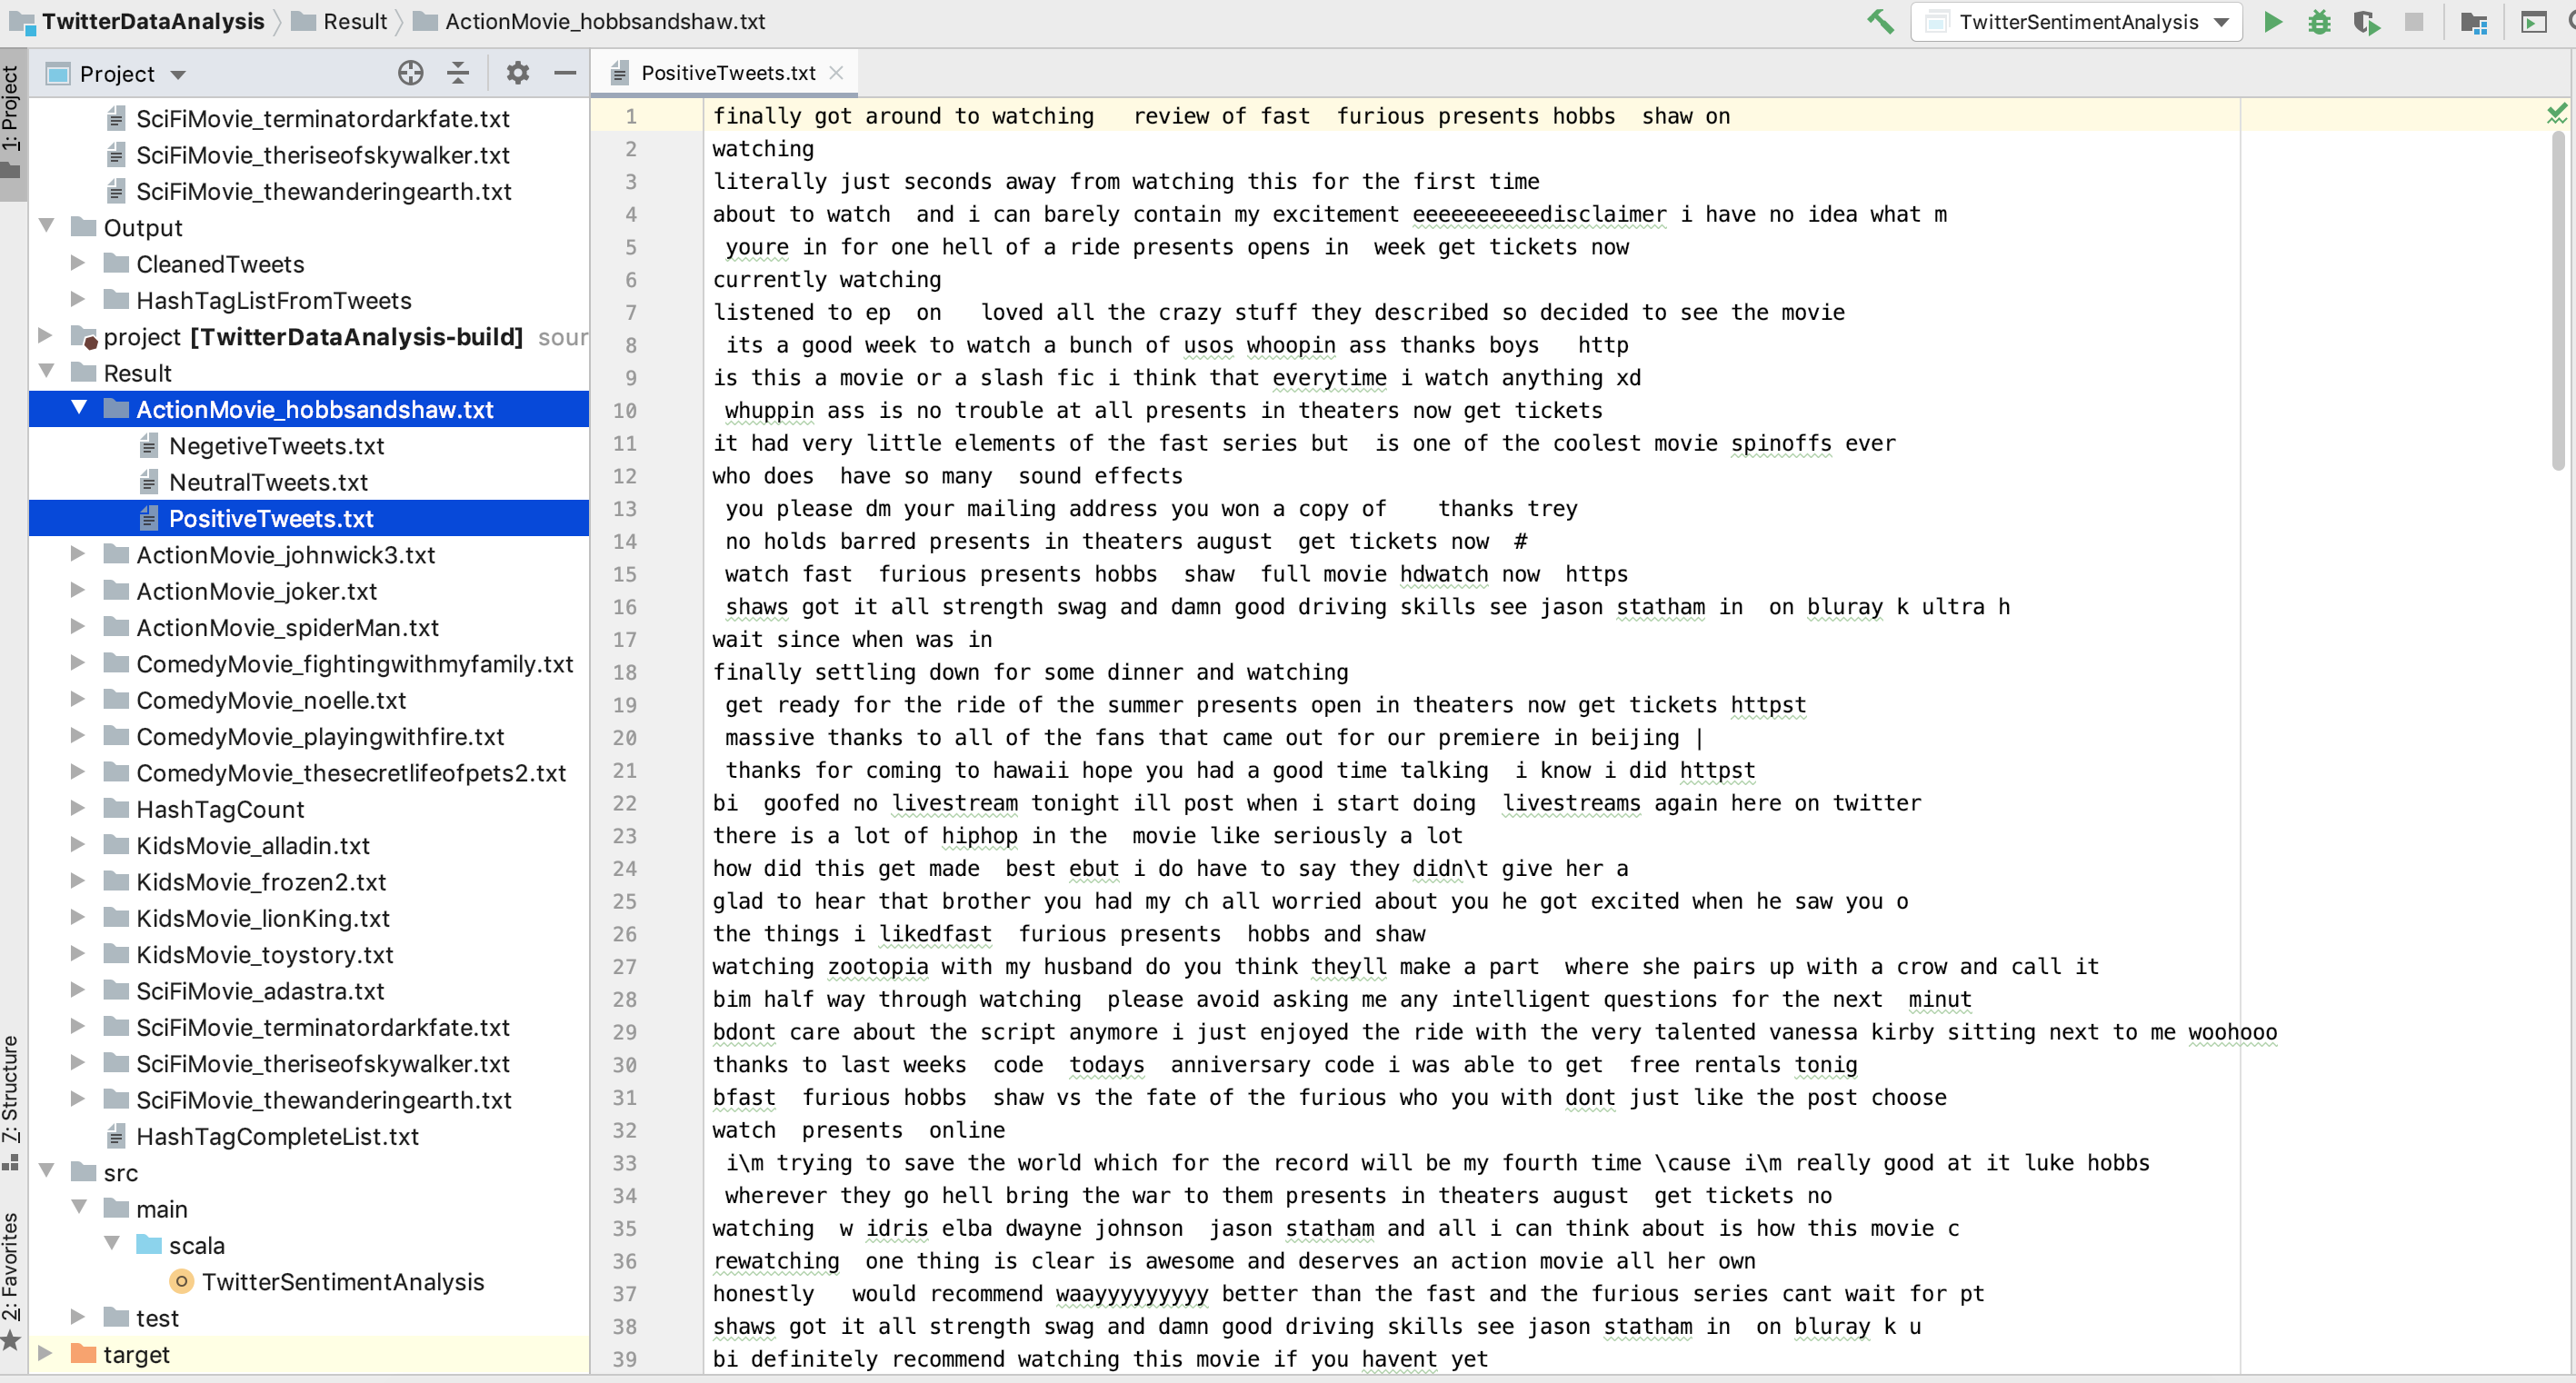 TwitterDataAnalysis Result ActionMovie_hobbsandshaw.txt TwitterSentimentAnalysis
1: Project
7: Structure
2: Favorites
Project
SciFiMovie_terminatordarkfate.txt
SciFiMovie_theriseofskywalker.txt
SciFiMovie_thewanderingearth.txt
Output
CleanedTweets
HashTagListFromTweets
project [TwitterDataAnalysis-build] sour
Result
ActionMovie_hobbsandshaw.txt
NegetiveTweets.txt
NeutralTweets.txt
PositiveTweets.txt
ActionMovie_johnwick3.txt
ActionMovie_joker.txt
ActionMovie_spiderMan.txt
ComedyMovie_fightingwithmyfamily.txt
ComedyMovie_noelle.txt
ComedyMovie_playingwithfire.txt
ComedyMovie_thesecretlifeofpets2.txt
HashTagCount
KidsMovie_alladin.txt
KidsMovie_frozen2.txt
KidsMovie_lionKing.txt
KidsMovie_toystory.txt
SciFiMovie_adastra.txt
SciFiMovie_terminatordarkfate.txt
SciFiMovie_theriseofskywalker.txt
SciFiMovie_thewanderingearth.txt
HashTagCompleteList.txt
src
main
scala
TwitterSentimentAnalysis
test
target
PositiveTweets.txt
1 finally got around to watching   review of fast  furious presents hobbs  shaw on
2 watching
3 literally just seconds away from watching this for the first time
4 about to watch  and i can barely contain my excitement eeeeeeeeeedisclaimer i have no idea what m
5  youre in for one hell of a ride presents opens in  week get tickets now
6 currently watching
7 listened to ep  on   loved all the crazy stuff they described so decided to see the movie
8  its a good week to watch a bunch of usos whoopin ass thanks boys   http
9 is this a movie or a slash fic i think that everytime i watch anything xd
10  whuppin ass is no trouble at all presents in theaters now get tickets
11 it had very little elements of the fast series but  is one of the coolest movie spinoffs ever
12 who does  have so many  sound effects
13  you please dm your mailing address you won a copy of    thanks trey
14  no holds barred presents in theaters august  get tickets now  #
15  watch fast  furious presents hobbs  shaw  full movie hdwatch now  https
16  shaws got it all strength swag and damn good driving skills see jason statham in  on bluray k ultra h
17 wait since when was in
18 finally settling down for some dinner and watching
19  get ready for the ride of the summer presents open in theaters now get tickets httpst
20  massive thanks to all of the fans that came out for our premiere in beijing |
21  thanks for coming to hawaii hope you had a good time talking  i know i did httpst
22 bi  goofed no livestream tonight ill post when i start doing  livestreams again here on twitter
23 there is a lot of hiphop in the  movie like seriously a lot
24 how did this get made  best ebut i do have to say they didn\t give her a
25 glad to hear that brother you had my ch all worried about you he got excited when he saw you o
26 the things i likedfast  furious presents  hobbs and shaw
27 watching zootopia with my husband do you think theyll make a part  where she pairs up with a crow and call it
28 bim half way through watching  please avoid asking me any intelligent questions for the next  minut
29 bdont care about the script anymore i just enjoyed the ride with the very talented vanessa kirby sitting next to me woohooo
30 thanks to last weeks  code  todays  anniversary code i was able to get  free rentals tonig
31 bfast  furious hobbs  shaw vs the fate of the furious who you with dont just like the post choose
32 watch  presents  online
33  i\m trying to save the world which for the record will be my fourth time \cause i\m really good at it luke hobbs
34  wherever they go hell bring the war to them presents in theaters august  get tickets no
35 watching  w idris elba dwayne johnson  jason statham and all i can think about is how this movie c
36 rewatching  one thing is clear is awesome and deserves an action movie all her own
37 honestly   would recommend waayyyyyyyyy better than the fast and the furious series cant wait for pt
38 shaws got it all strength swag and damn good driving skills see jason statham in  on bluray k u
39 bi definitely recommend watching this movie if you havent yet